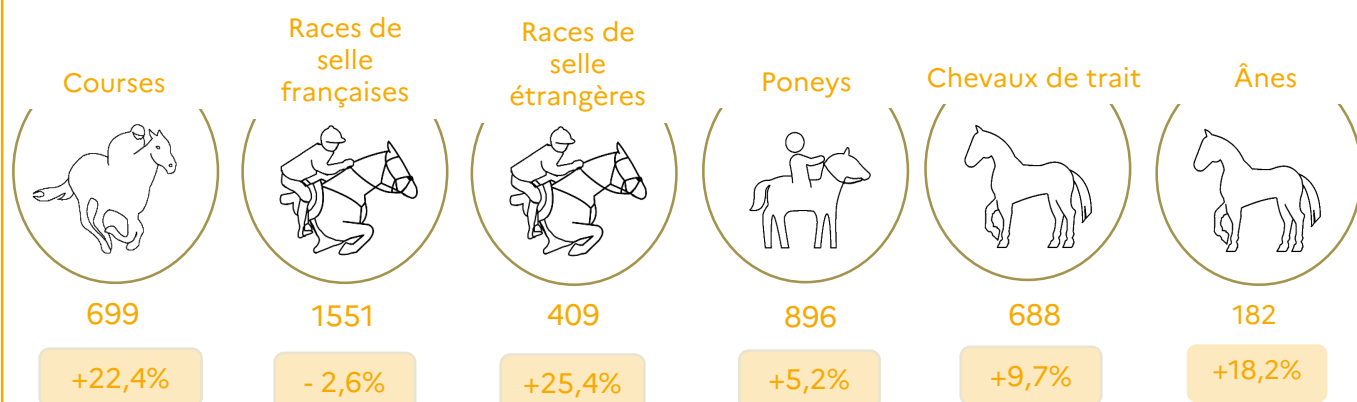 Courses
Races de
selle
françaises
Races de
selle
étrangères
Poneys
Chevaux de trait
Ânes
699
1551
409
896
688
182
+22,4%
- 2,6%
+25,4%
+5,2%
+9,7%
+18,2%